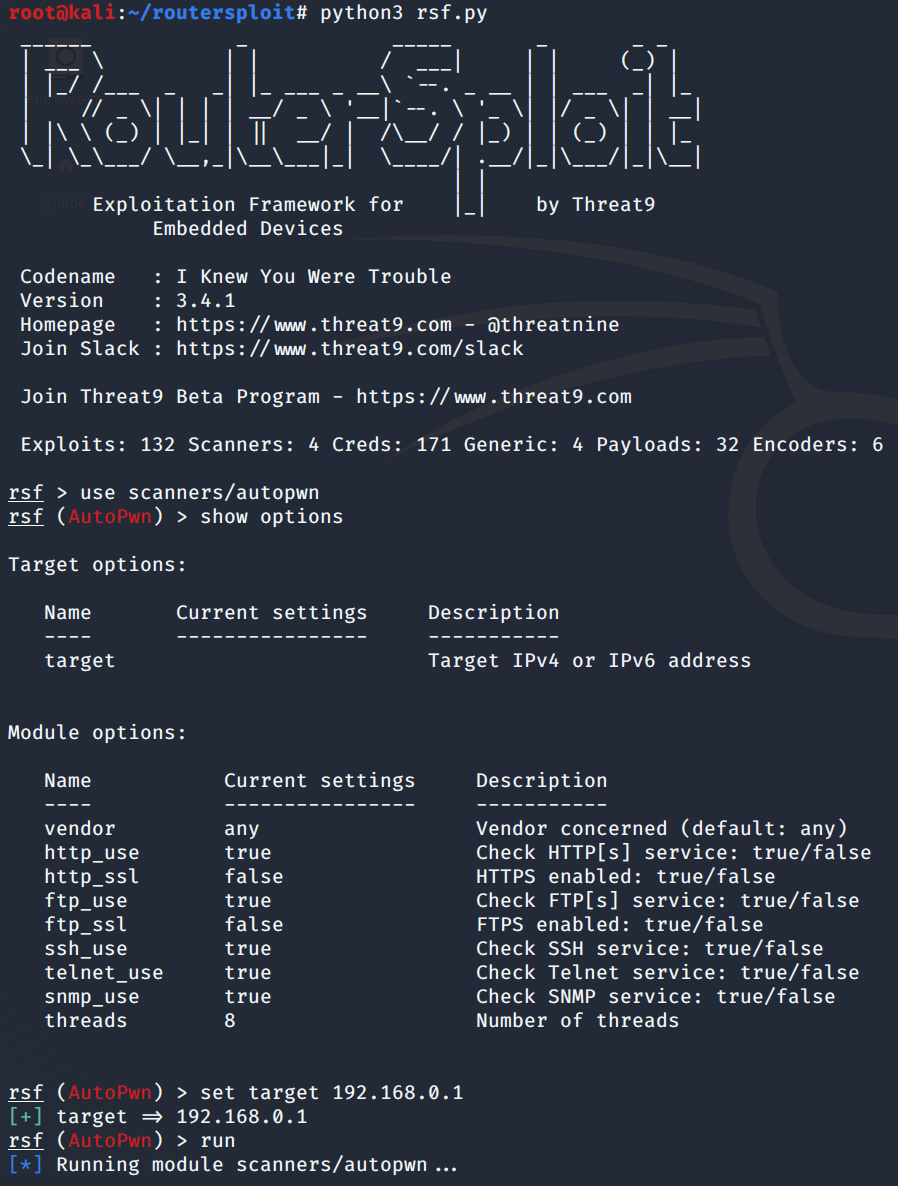 root@kali:~/routersploit# python3 rsf.py
RouterSploit
Exploitation Framework for by Threat9
Embedded Devices
Codename : I Knew You Were Trouble
Version : 3.4.1
Homepage : https://www.threat9.com - @threatnine
Join Slack : https://www.threat9.com/slack
Join Threat9 Beta Program - https://www.threat9.com
Exploits: 132 Scanners: 4 Creds: 171 Generic: 4 Payloads: 32 Encoders: 6
rsf > use scanners/autopwn
rsf (AutoPwn) > show options
Target options:
Name Current settings Description
---- ---------------- -----------
target Target IPv4 or IPv6 address
Module options:
Name Current settings Description
---- ---------------- -----------
vendor any Vendor concerned (default: any)
http_use true Check HTTP[s] service: true/false
http_ssl false HTTPS enabled: true/false
ftp_use true Check FTP[s] service: true/false
ftp_ssl false FTPS enabled: true/false
ssh_use true Check SSH service: true/false
telnet_use true Check Telnet service: true/false
snmp_use true Check SNMP service: true/false
threads 8 Number of threads
rsf (AutoPwn) > set target 192.168.0.1
[+] target => 192.168.0.1
rsf (AutoPwn) > run
[*] Running module scanners/autopwn...